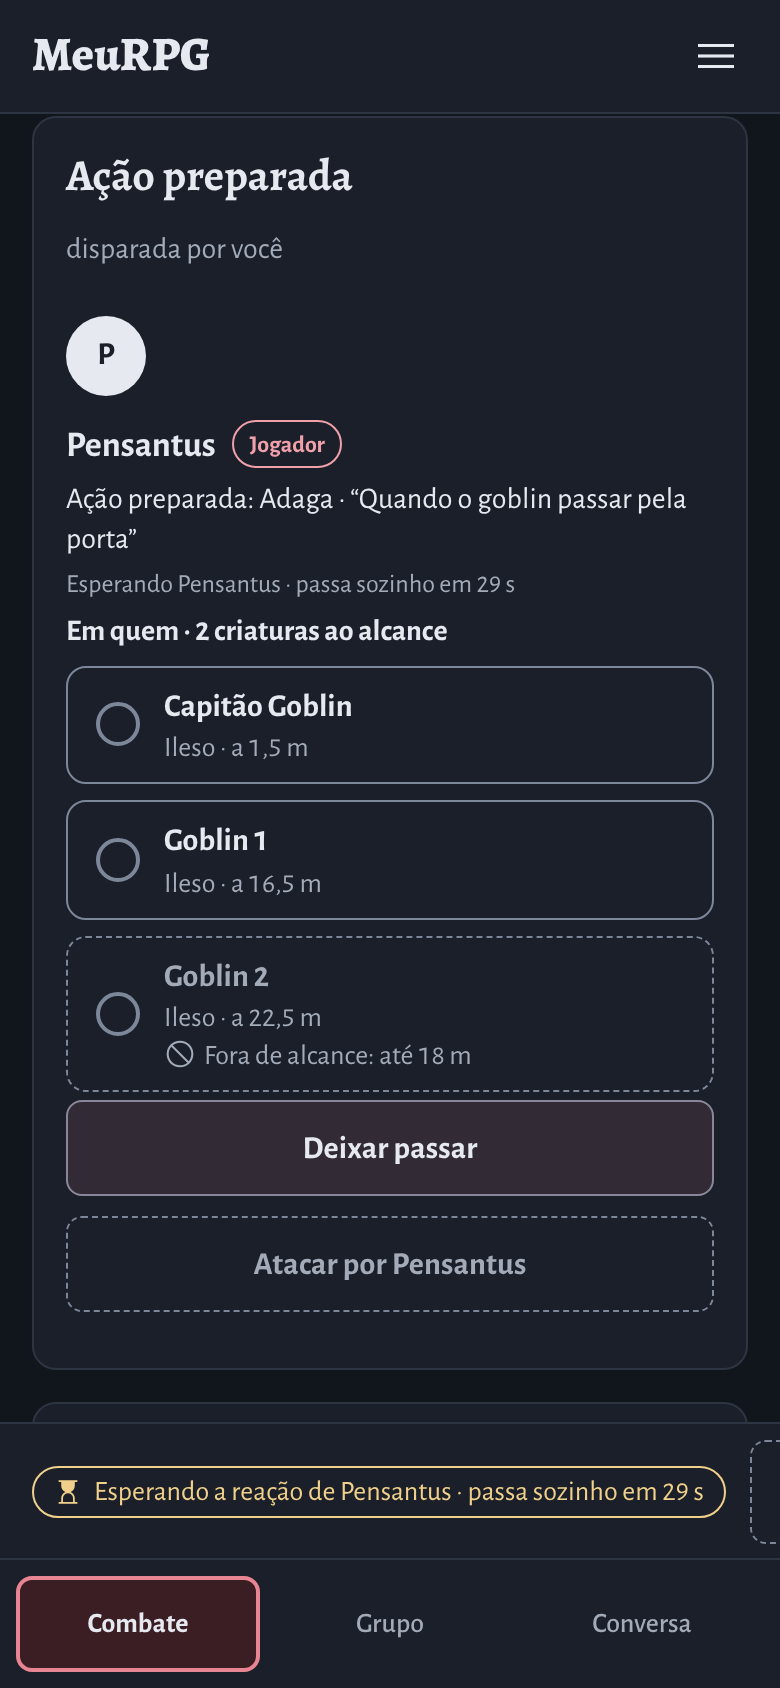 MeuRPG
Ação preparada
disparada por você
P
Pensantus
Jogador
Ação preparada: Adaga · “Quando o goblin passar pela
porta”
Esperando Pensantus · passa sozinho em 29 s
Em quem · 2 criaturas ao alcance
Capitão Goblin
Ileso · a 1,5 m
Goblin 1
Ileso · a 16,5 m
Goblin 2
Ileso · a 22,5 m
Fora de alcance: até 18 m
Deixar passar
Atacar por Pensantus
Esperando a reação de Pensantus · passa sozinho em 29 s
Combate
Grupo
Conversa